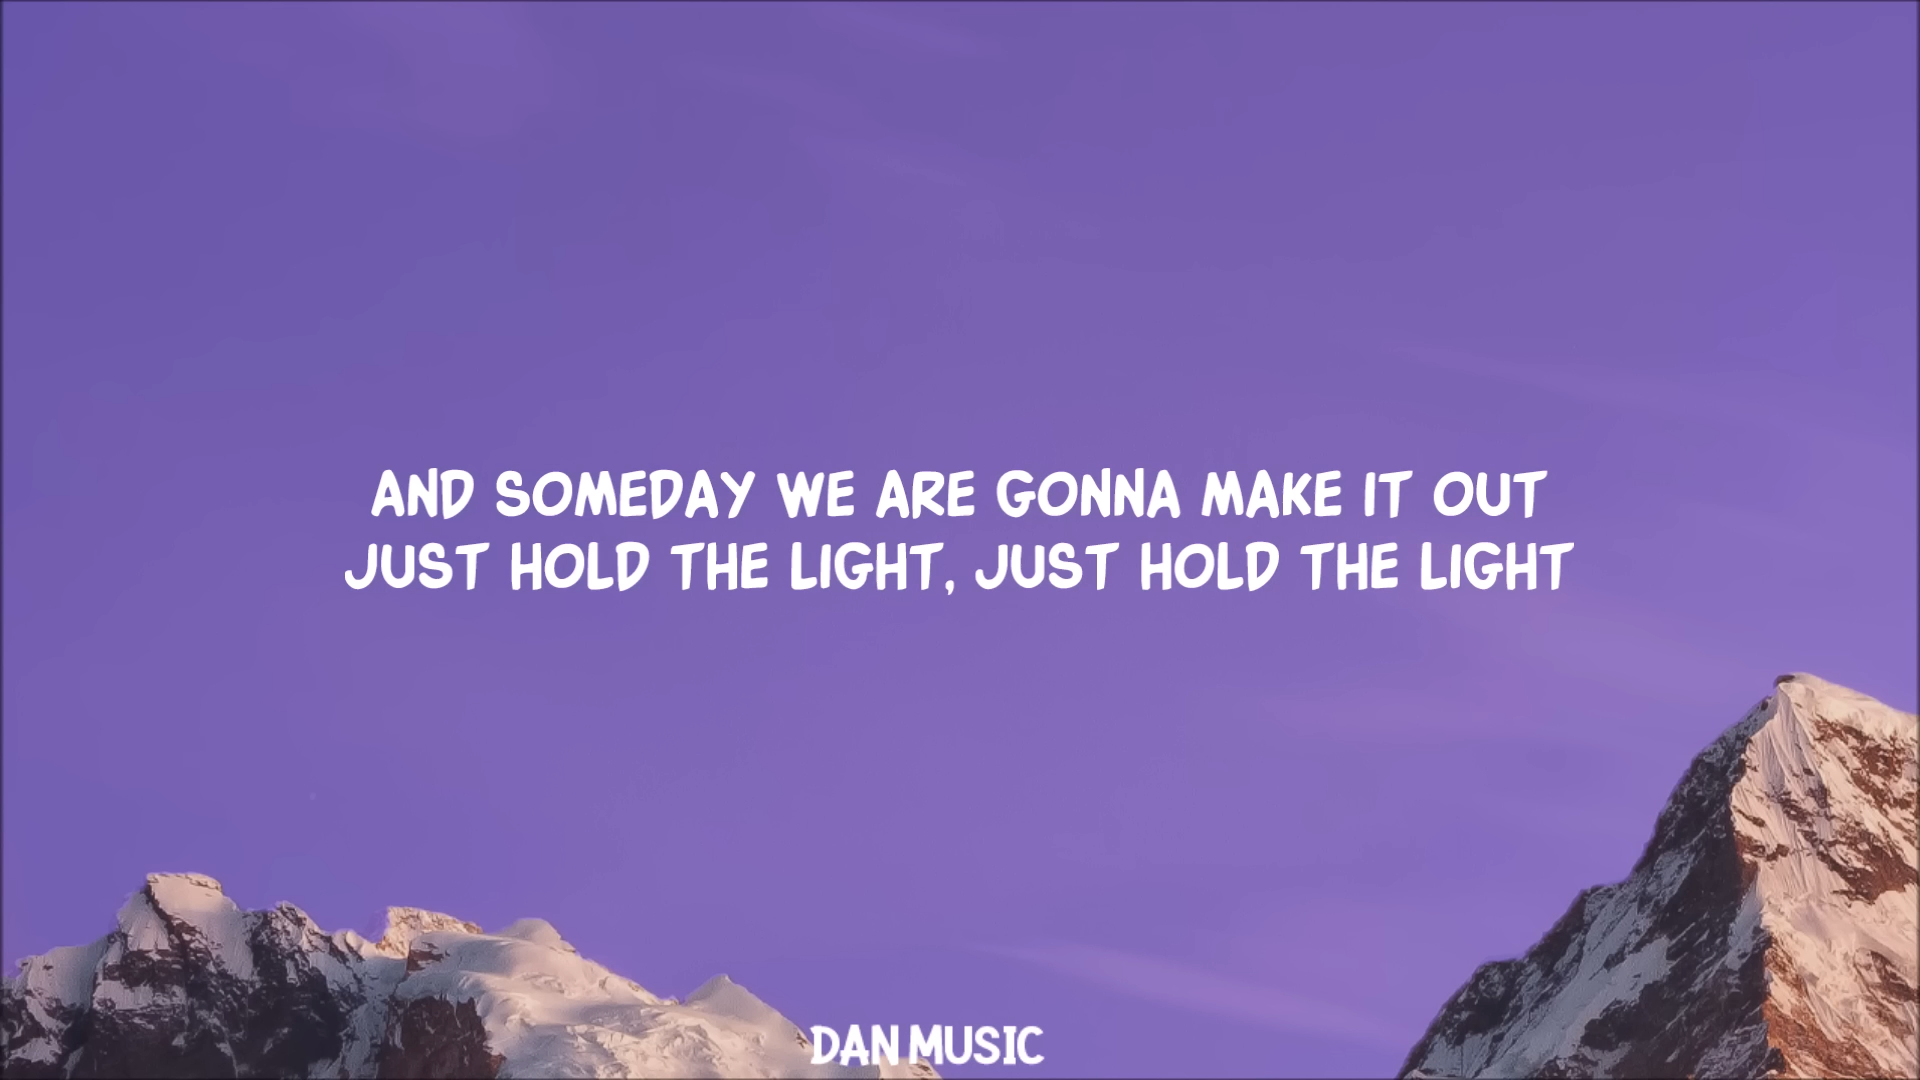 AND SOMEDAY WE ARE GONNA MAKE IT OUT
JUST HOLD THE LIGHT, JUST HOLD THE LIGHT
DAN MUSIC